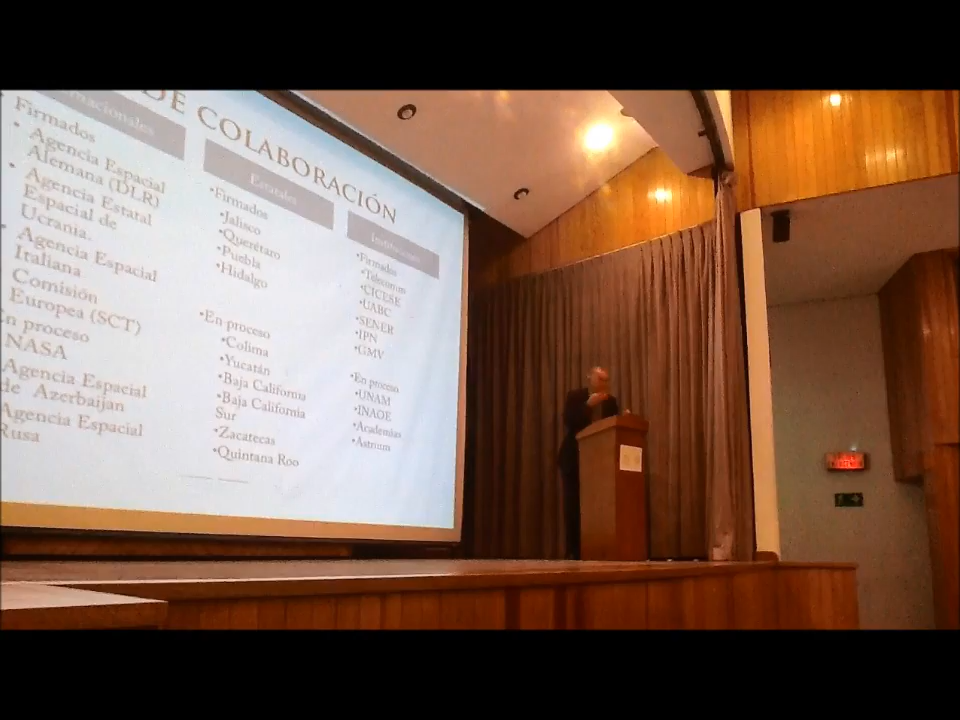 DE COLABORACIÓN
Firmados
• Agencia Espacial
Alemana (DLR)
• Agencia Estatal
Espacial de
Ucrania.
• Agencia Espacial
Italiana
Comisión
Europea (SCT)
En proceso
NASA
Agencia Espacial
de Azerbaijan
Agencia Espacial
Rusa
Estatales
•Firmados
•Jalisco
•Querétaro
•Puebla
•Hidalgo
•En proceso
•Colima
•Yucatán
•Baja California
•Baja California
Sur
•Zacatecas
•Quintana Roo
•Firmados
•Telecomm
•CICESE
•UABC
•SENER
•IPN
•GMV
•En proceso
•UNAM
•INAOE
•Academias
•Astrium